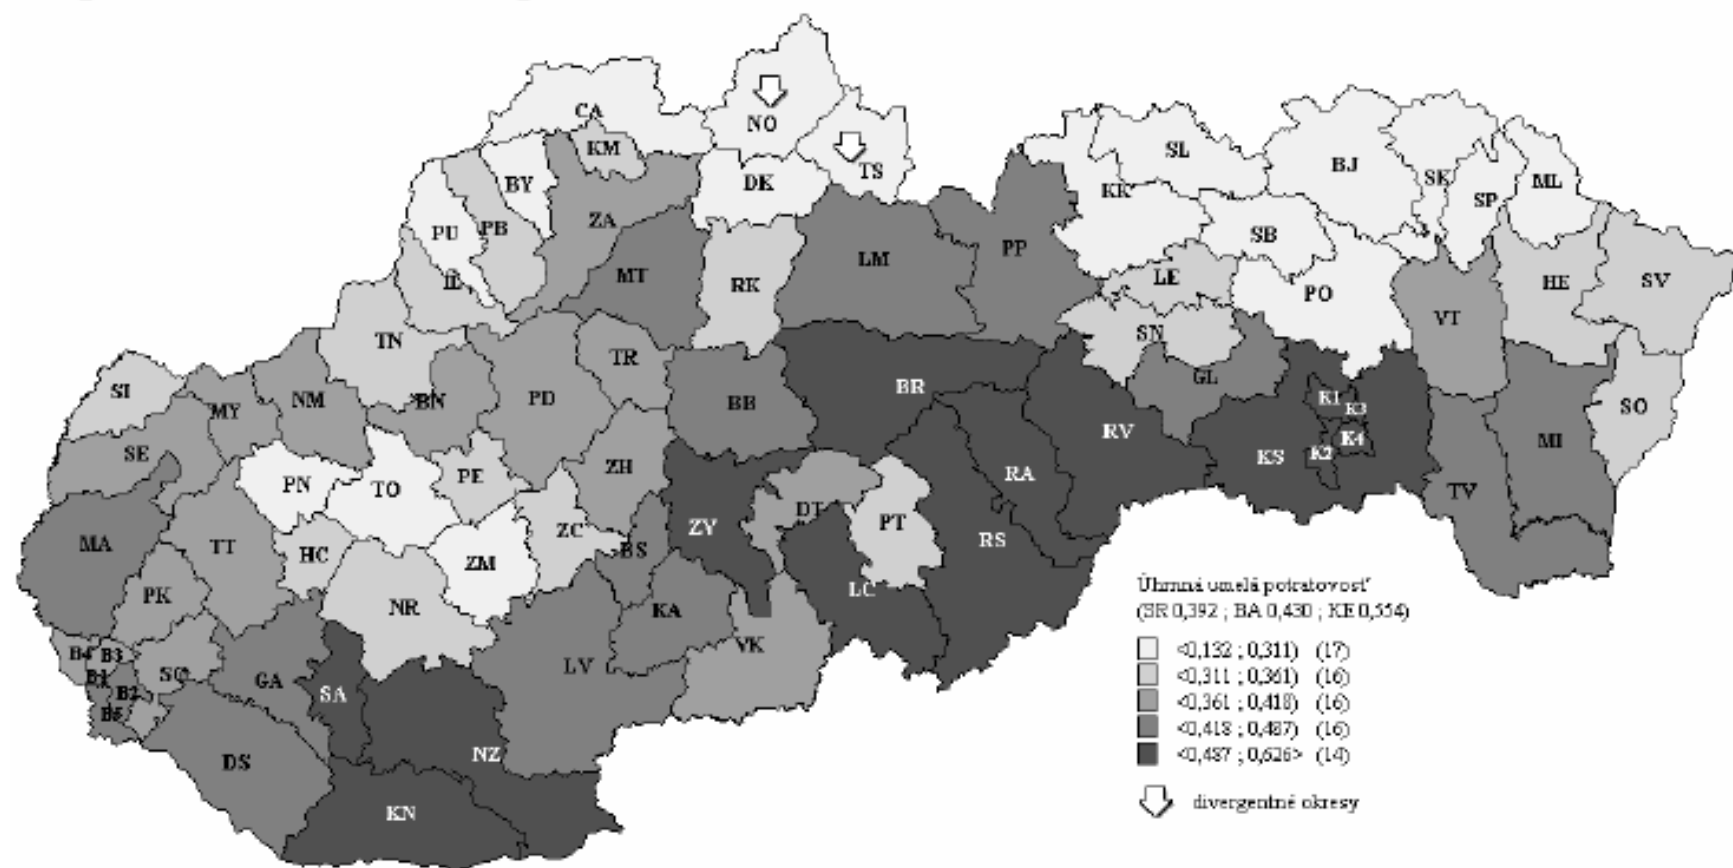 CA
NO
KM
TS
SL
BJ
SK
ML
BY
DK
KK
SP
PU
PB
ZA
SB
MT
RK
LM
PP
LE
PO
HE
SV
TN
TR
SN
VT
SI
MY
NM
BN
PD
BB
BR
GL
K1
K3
SO
SE
PN
TO
PE
ZH
RV
KS
K2
K4
MI
MA
TT
HC
ZM
ZC
BS
ZY
DT
PT
RA
RS
TV
PK
NR
KA
LC
B4
B3
B1
B2
B5
SC
GA
SA
LV
VK
DS
NZ
KN
Úhrnná umelá potratovosť
(SR 0,392 ; BA 0,430 ; KE 0,554)
<0,132 ; 0,311) (17)
<0,311 ; 0,361) (16)
<0,361 ; 0,418) (16)
<0,418 ; 0,487) (16)
<0,487 ; 0,626> (14)
divergentné okresy